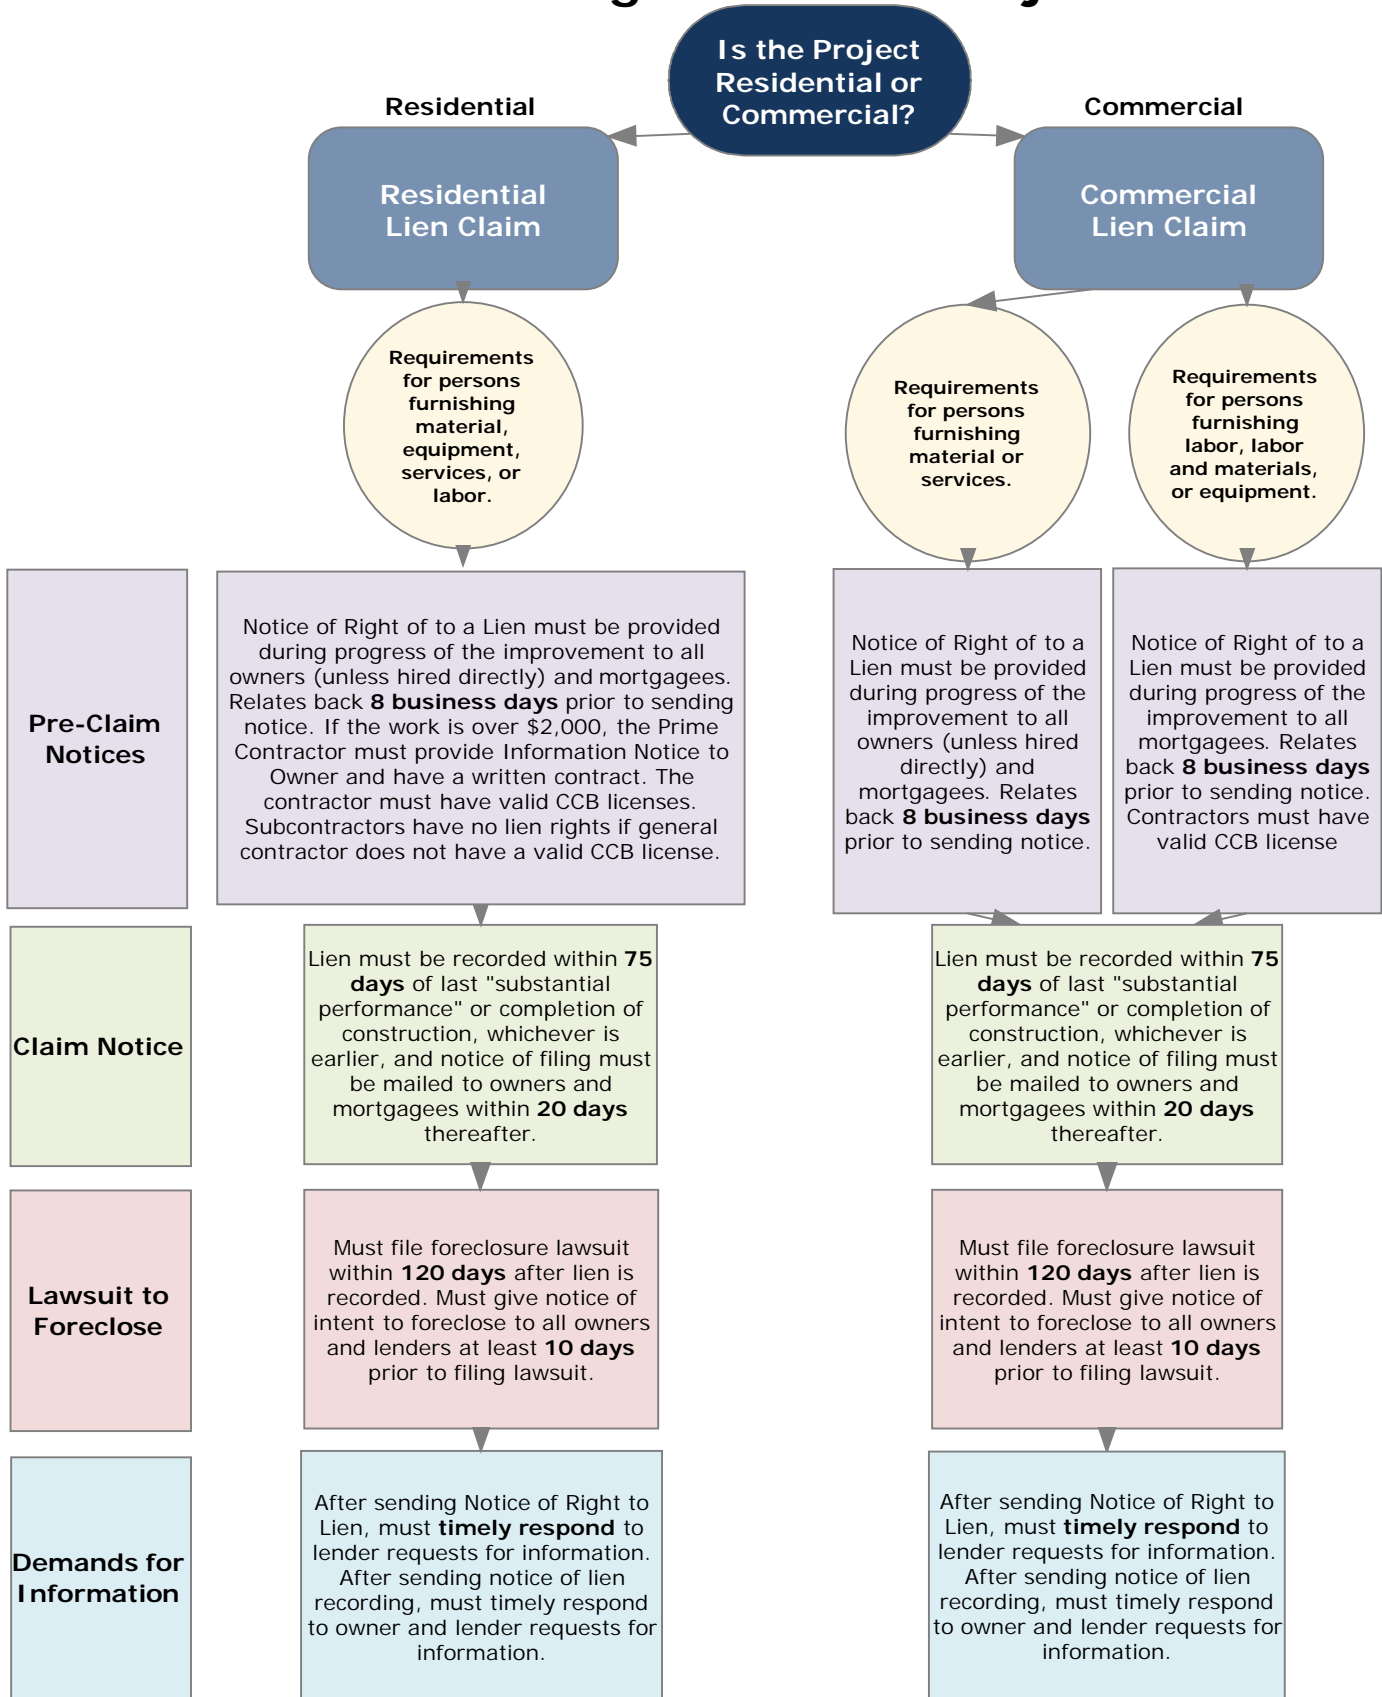 Is the Project
Residential or
Commercial?
Residential
Commercial
Residential
Lien Claim
Commercial
Lien Claim
Requirements
for persons
furnishing
material,
equipment,
services, or
labor.
Requirements
for persons
furnishing
material or
services.
Requirements
for persons
furnishing
labor, labor
and materials,
or equipment.
Pre-Claim
Notices
Notice of Right of to a Lien must be provided
during progress of the improvement to all
owners (unless hired directly) and mortgagees.
Relates back 8 business days prior to sending
notice. If the work is over $2,000, the Prime
Contractor must provide Information Notice to
Owner and have a written contract. The
contractor must have valid CCB licenses.
Subcontractors have no lien rights if general
contractor does not have a valid CCB license.
Notice of Right of to a
Lien must be provided
during progress of the
improvement to all
owners (unless hired
directly) and
mortgagees. Relates
back 8 business days
prior to sending notice.
Notice of Right of to a
Lien must be provided
during progress of the
improvement to all
mortgagees. Relates
back 8 business days
prior to sending notice.
Contractors must have
valid CCB license
Claim Notice
Lien must be recorded within 75
days of last "substantial
performance" or completion of
construction, whichever is
earlier, and notice of filing must
be mailed to owners and
mortgagees within 20 days
thereafter.
Lien must be recorded within 75
days of last "substantial
performance" or completion of
construction, whichever is
earlier, and notice of filing must
be mailed to owners and
mortgagees within 20 days
thereafter.
Lawsuit to
Foreclose
Must file foreclosure lawsuit
within 120 days after lien is
recorded. Must give notice of
intent to foreclose to all owners
and lenders at least 10 days
prior to filing lawsuit.
Must file foreclosure lawsuit
within 120 days after lien is
recorded. Must give notice of
intent to foreclose to all owners
and lenders at least 10 days
prior to filing lawsuit.
Demands for
Information
After sending Notice of Right to
Lien, must timely respond to
lender requests for information.
After sending notice of lien
recording, must timely respond
to owner and lender requests for
information.
After sending Notice of Right to
Lien, must timely respond to
lender requests for information.
After sending notice of lien
recording, must timely respond
to owner and lender requests for
information.